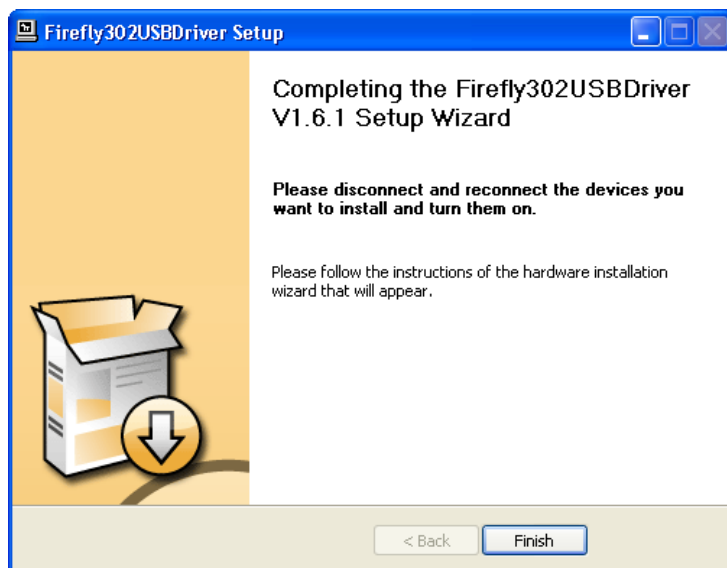 Firefly302USBDriver Setup
Completing the Firefly302USBDriver
V1.6.1 Setup Wizard
Please disconnect and reconnect the devices you
want to install and turn them on.
Please follow the instructions of the hardware installation
wizard that will appear.
< Back
Finish